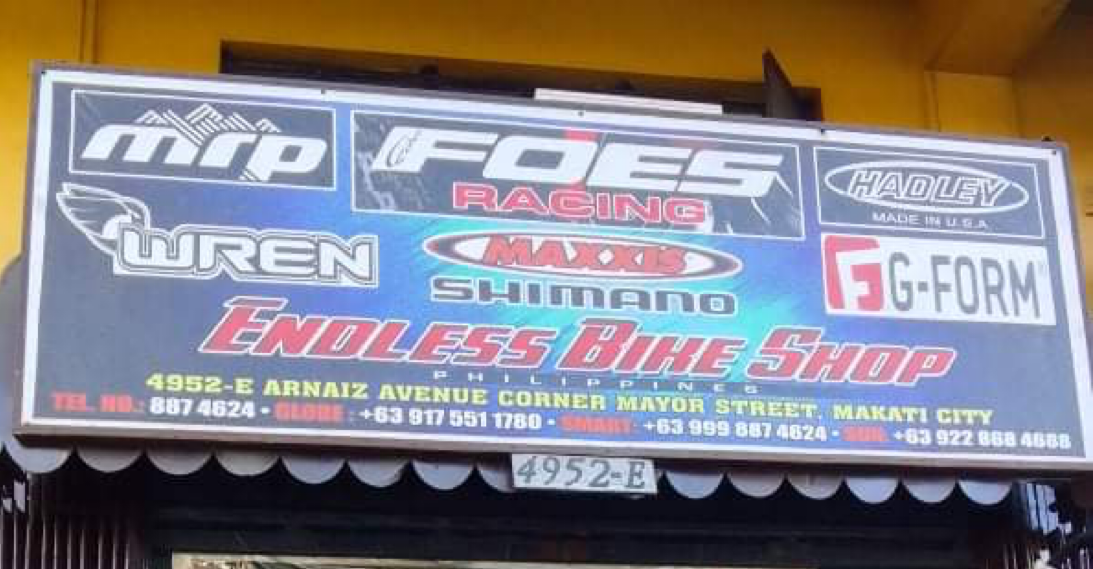 mrp
FOES
RACING
HADLEY
MADE IN U.S.A.
WREN
MAXXIS
SHIMANO
G-FORM
ENDLESS BIKE SHOP
PHILIPPINES
4952-E ARNAIZ AVENUE CORNER MAYOR STREET, MAKATI CITY
TEL. NO.: 887 4624 • GLOBE: +63 917 551 1780 • SMART: +63 999 887 4624 • SUN: +63 922 868 4688
4952-E